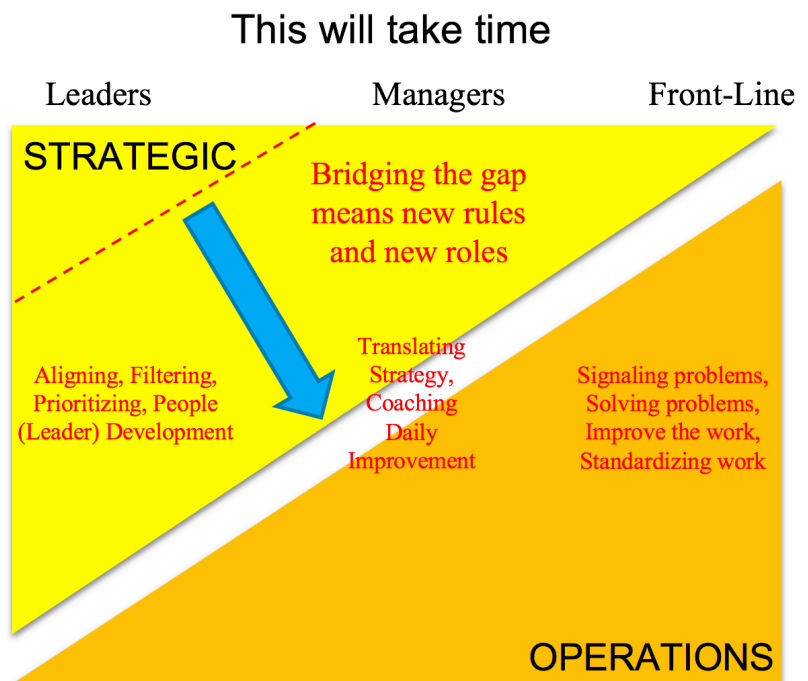 This will take time
Leaders
Managers
Front-Line
STRATEGIC
Bridging the gap
means new rules
and new roles
Aligning, Filtering,
Prioritizing, People
(Leader) Development
Translating
Strategy,
Coaching
Daily
Improvement
Signaling problems,
Solving problems,
Improve the work,
Standardizing work
OPERATIONS